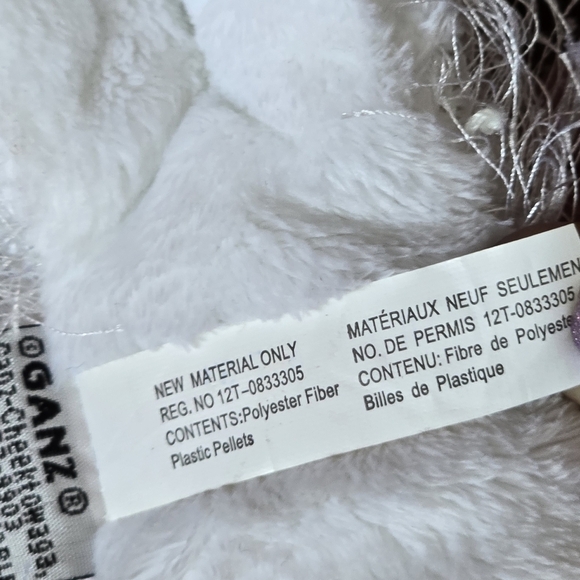 NEW MATERIAL ONLY
REG. NO 12T-0833305
CONTENTS:Polyester Fiber
Plastic Pellets
MATÉRIAUX NEUF SEULEMEN
NO. DE PERMIS 12T-0833305
CONTENU: Fibre de Polyeste
Billes de Plastique
GANZ®